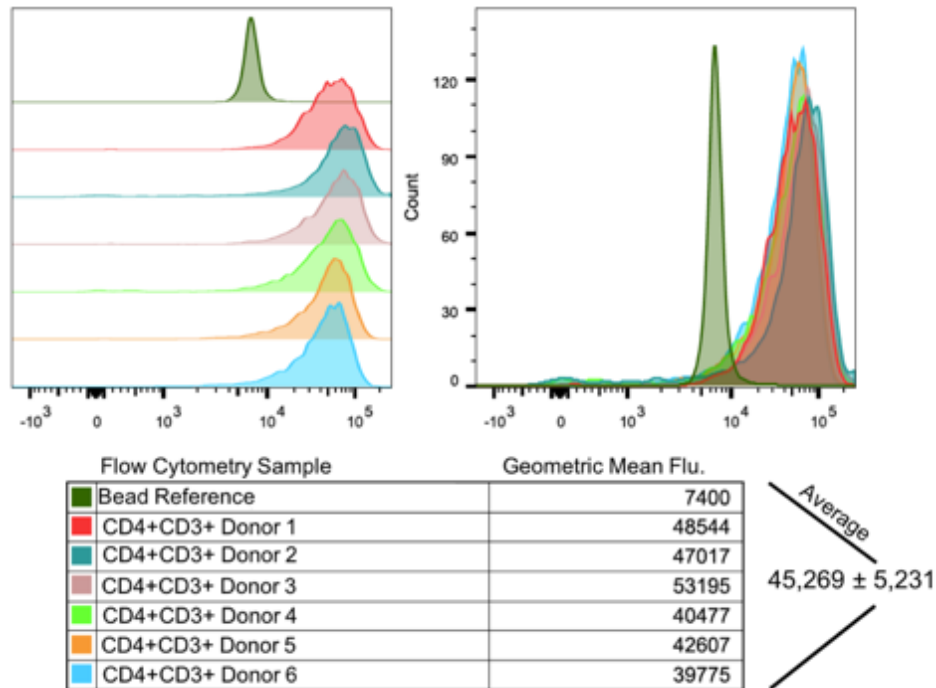 Count
120
90
60
30
0
-10³ 0 10³ 10⁴ 10⁵
-10³ 0 10³ 10⁴ 10⁵
Flow Cytometry Sample Geometric Mean Flu.
Bead Reference 7400
CD4+CD3+ Donor 1 48544
CD4+CD3+ Donor 2 47017
CD4+CD3+ Donor 3 53195
CD4+CD3+ Donor 4 40477
CD4+CD3+ Donor 5 42607
CD4+CD3+ Donor 6 39775
Average
45,269 ± 5,231